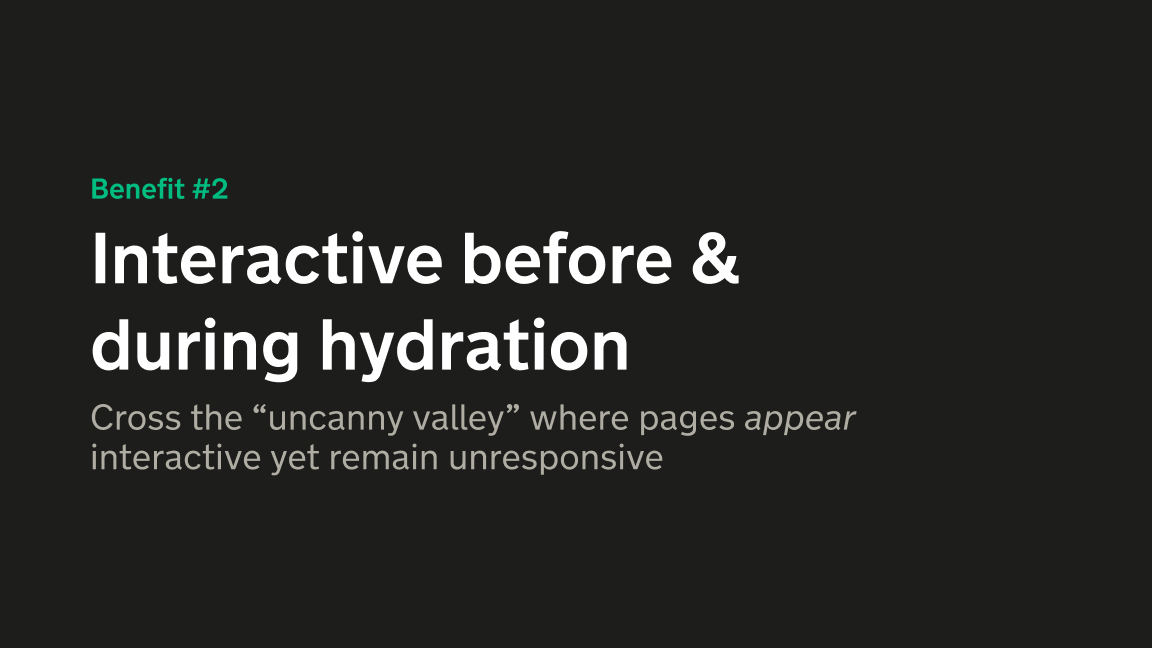 Benefit #2
Interactive before &
during hydration
Cross the “uncanny valley” where pages appear
interactive yet remain unresponsive